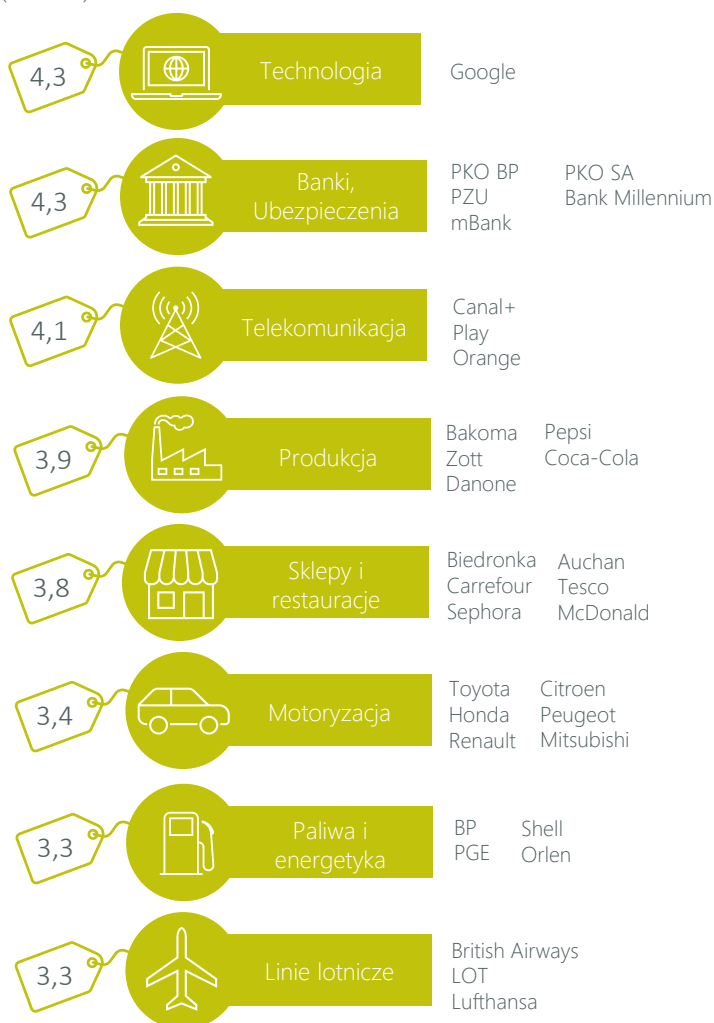 4,3
Technologia
Google
4,3
Banki,
Ubezpieczenia
PKO BP
PZU
mBank
PKO SA
Bank Millennium
4,1
Telekomunikacja
Canal+
Play
Orange
3,9
Produkcja
Bakoma
Zott
Danone
Pepsi
Coca-Cola
3,8
Sklepy i
restauracje
Biedronka
Carrefour
Sephora
Auchan
Tesco
McDonald
3,4
Motoryzacja
Toyota
Honda
Renault
Citroen
Peugeot
Mitsubishi
3,3
Paliwa i
energetyka
BP
PGE
Shell
Orlen
3,3
Linie lotnicze
British Airways
LOT
Lufthansa